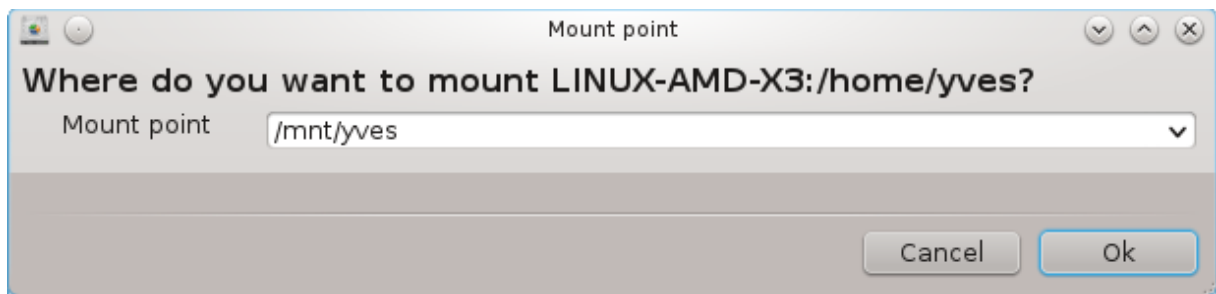 Mount point
Where do you want to mount LINUX-AMD-X3:/home/yves?
Mount point /mnt/yves
Cancel Ok